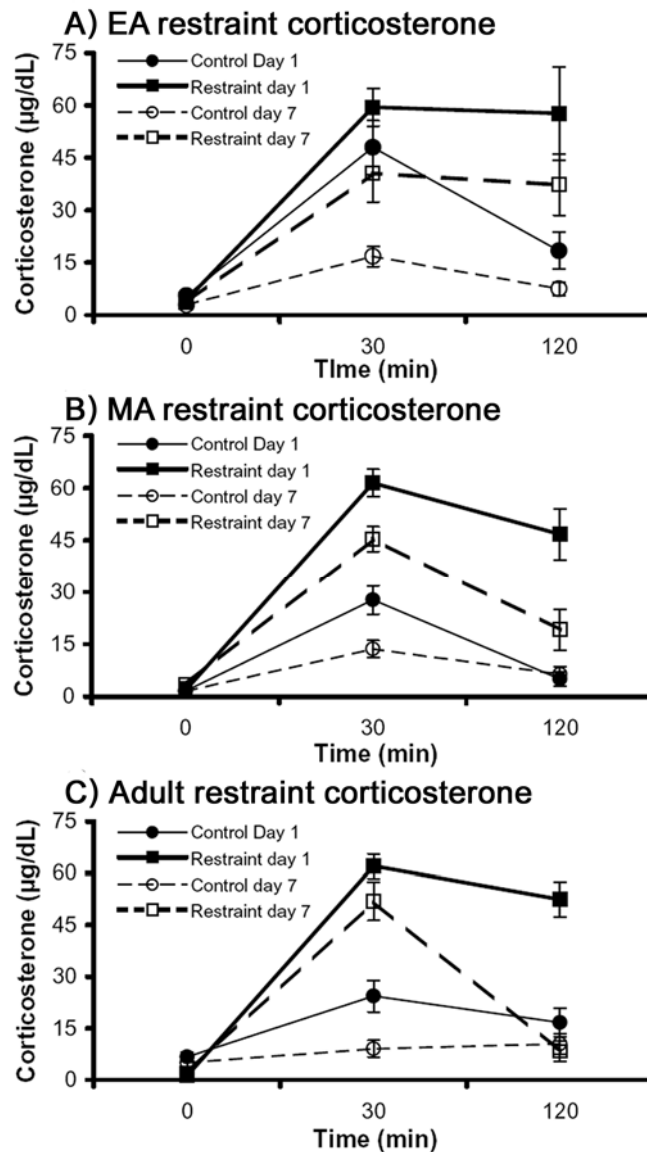 A) EA restraint corticosterone
75
60
45
30
15
0
Corticosterone (µg/dL)
Control Day 1
Restraint day 1
Control day 7
Restraint day 7
0 30 120
TIme (min)
B) MA restraint corticosterone
75
60
45
30
15
0
Corticosterone (µg/dL)
Control Day 1
Restraint day 1
Control day 7
Restraint day 7
0 30 120
Time (min)
C) Adult restraint corticosterone
75
60
45
30
15
0
Corticosterone (µg/dL)
Control Day 1
Restraint day 1
Control day 7
Restraint day 7
0 30 120
Time (min)